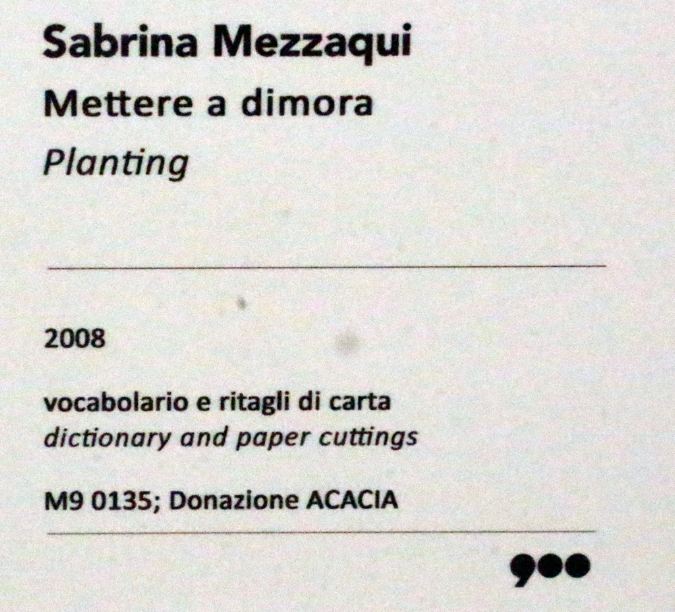 Sabrina Mezzaqui
Mettere a dimora
Planting
2008
vocabolario e ritagli di carta
dictionary and paper cuttings
M9 0135; Donazione ACACIA
900